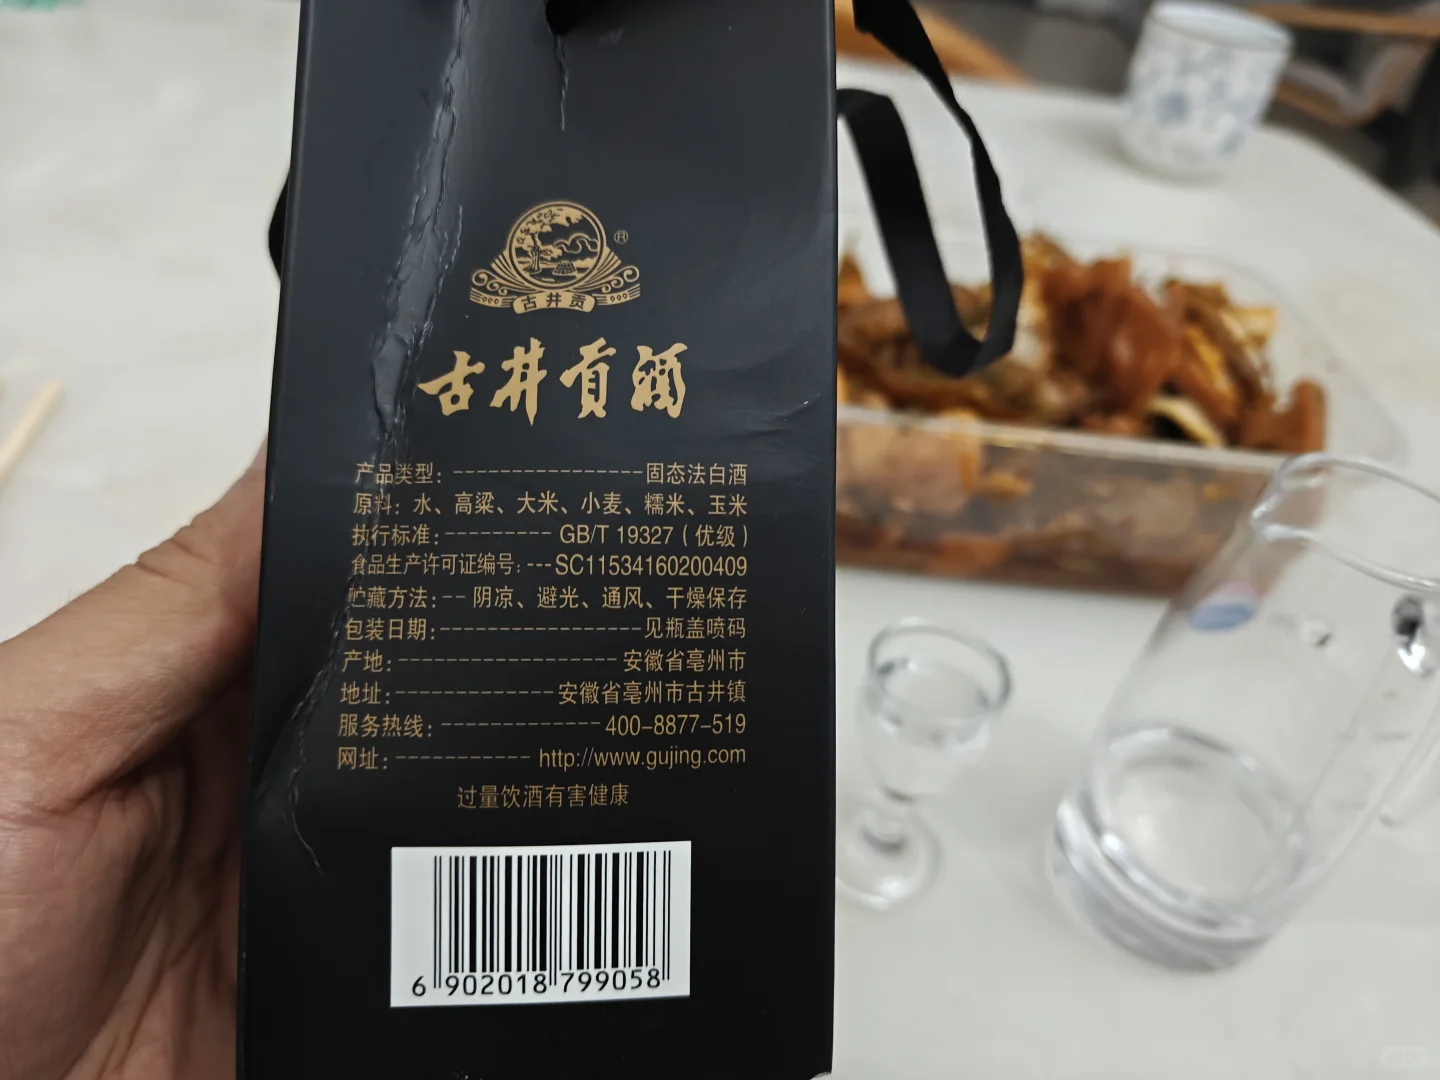 ®
古井贡
古井贡酒
产品类型：----------------固态法白酒
原料：水、高粱、大米、小麦、糯米、玉米
执行标准：---------GB/T 19327（优级）
食品生产许可证编号：---SC11534160200409
贮藏方法：--阴凉、避光、通风、干燥保存
包装日期：-----------------见瓶盖喷码
产地：------------------安徽省亳州市
地址：-------------安徽省亳州市古井镇
服务热线：-------------400-8877-519
网址：-----------http://www.gujing.com
过量饮酒有害健康
6 902018 799058